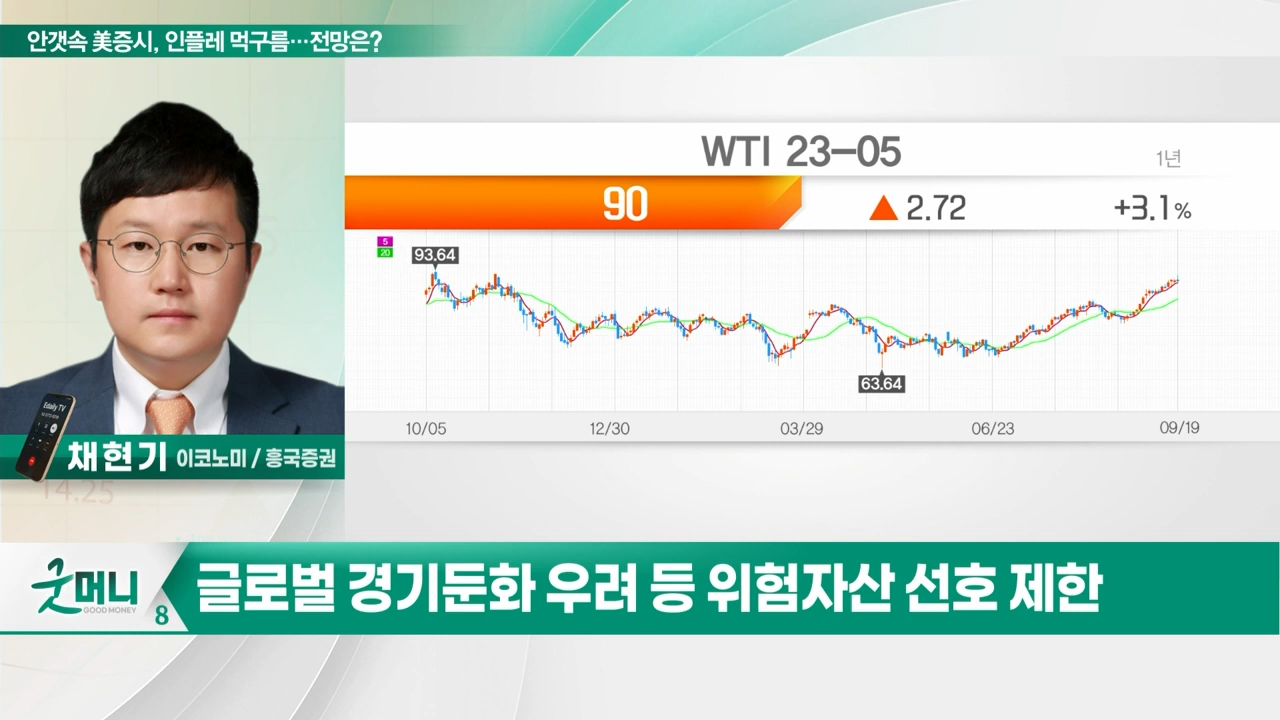 안갯속 美증시, 인플레 먹구름…전망은?
WTI 23-05
1년
90
▲ 2.72
+3.1%
5
20
93.64
63.64
10/05
12/30
03/29
06/23
09/19
Edaily TV
채현기 이코노미 / 흥국증권
14.25
굿머니
GOOD MONEY
8
글로벌 경기둔화 우려 등 위험자산 선호 제한